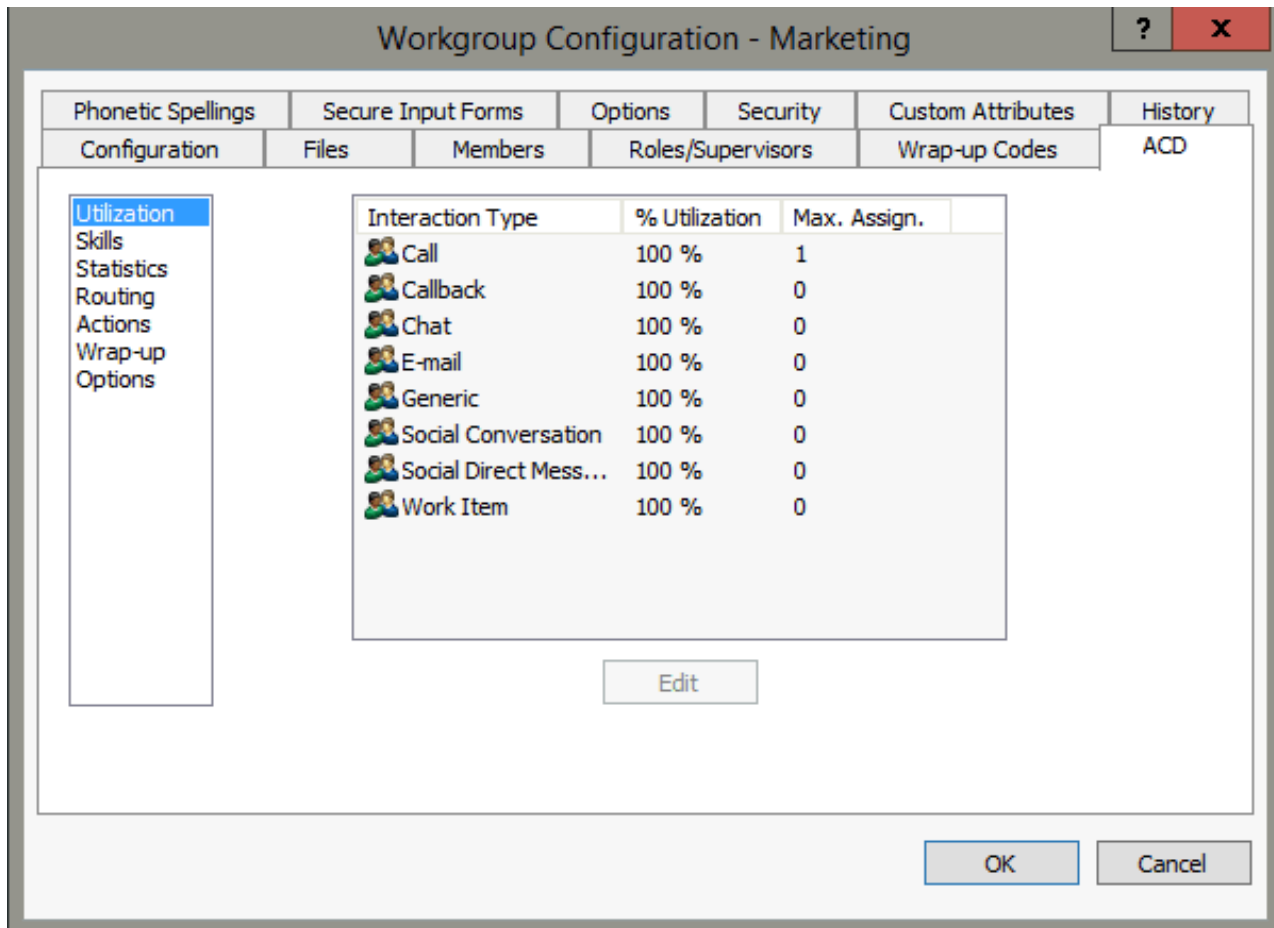 Workgroup Configuration - Marketing
? X
Phonetic Spellings Secure Input Forms Options Security Custom Attributes History
Configuration Files Members Roles/Supervisors Wrap-up Codes ACD
Utilization
Skills
Statistics
Routing
Actions
Wrap-up
Options
Interaction Type % Utilization Max. Assign.
Call 100 % 1
Callback 100 % 0
Chat 100 % 0
E-mail 100 % 0
Generic 100 % 0
Social Conversation 100 % 0
Social Direct Mess... 100 % 0
Work Item 100 % 0
Edit
OK Cancel